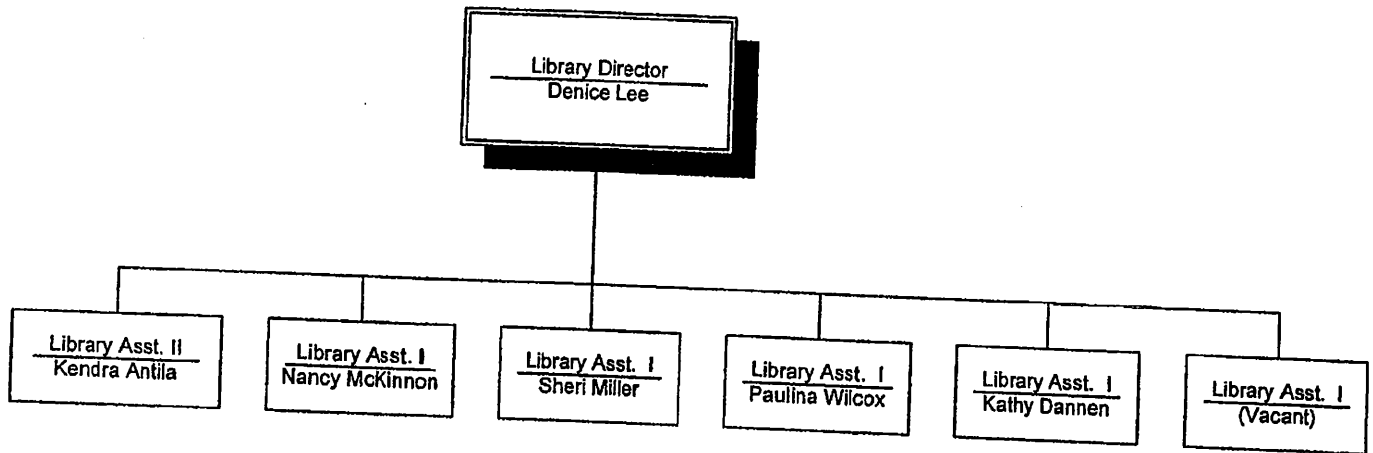 Library Director
Denice Lee
Library Asst. II
Kendra Antila
Library Asst. I
Nancy McKinnon
Library Asst. I
Sheri Miller
Library Asst. I
Paulina Wilcox
Library Asst. I
Kathy Dannen
Library Asst. I
(Vacant)